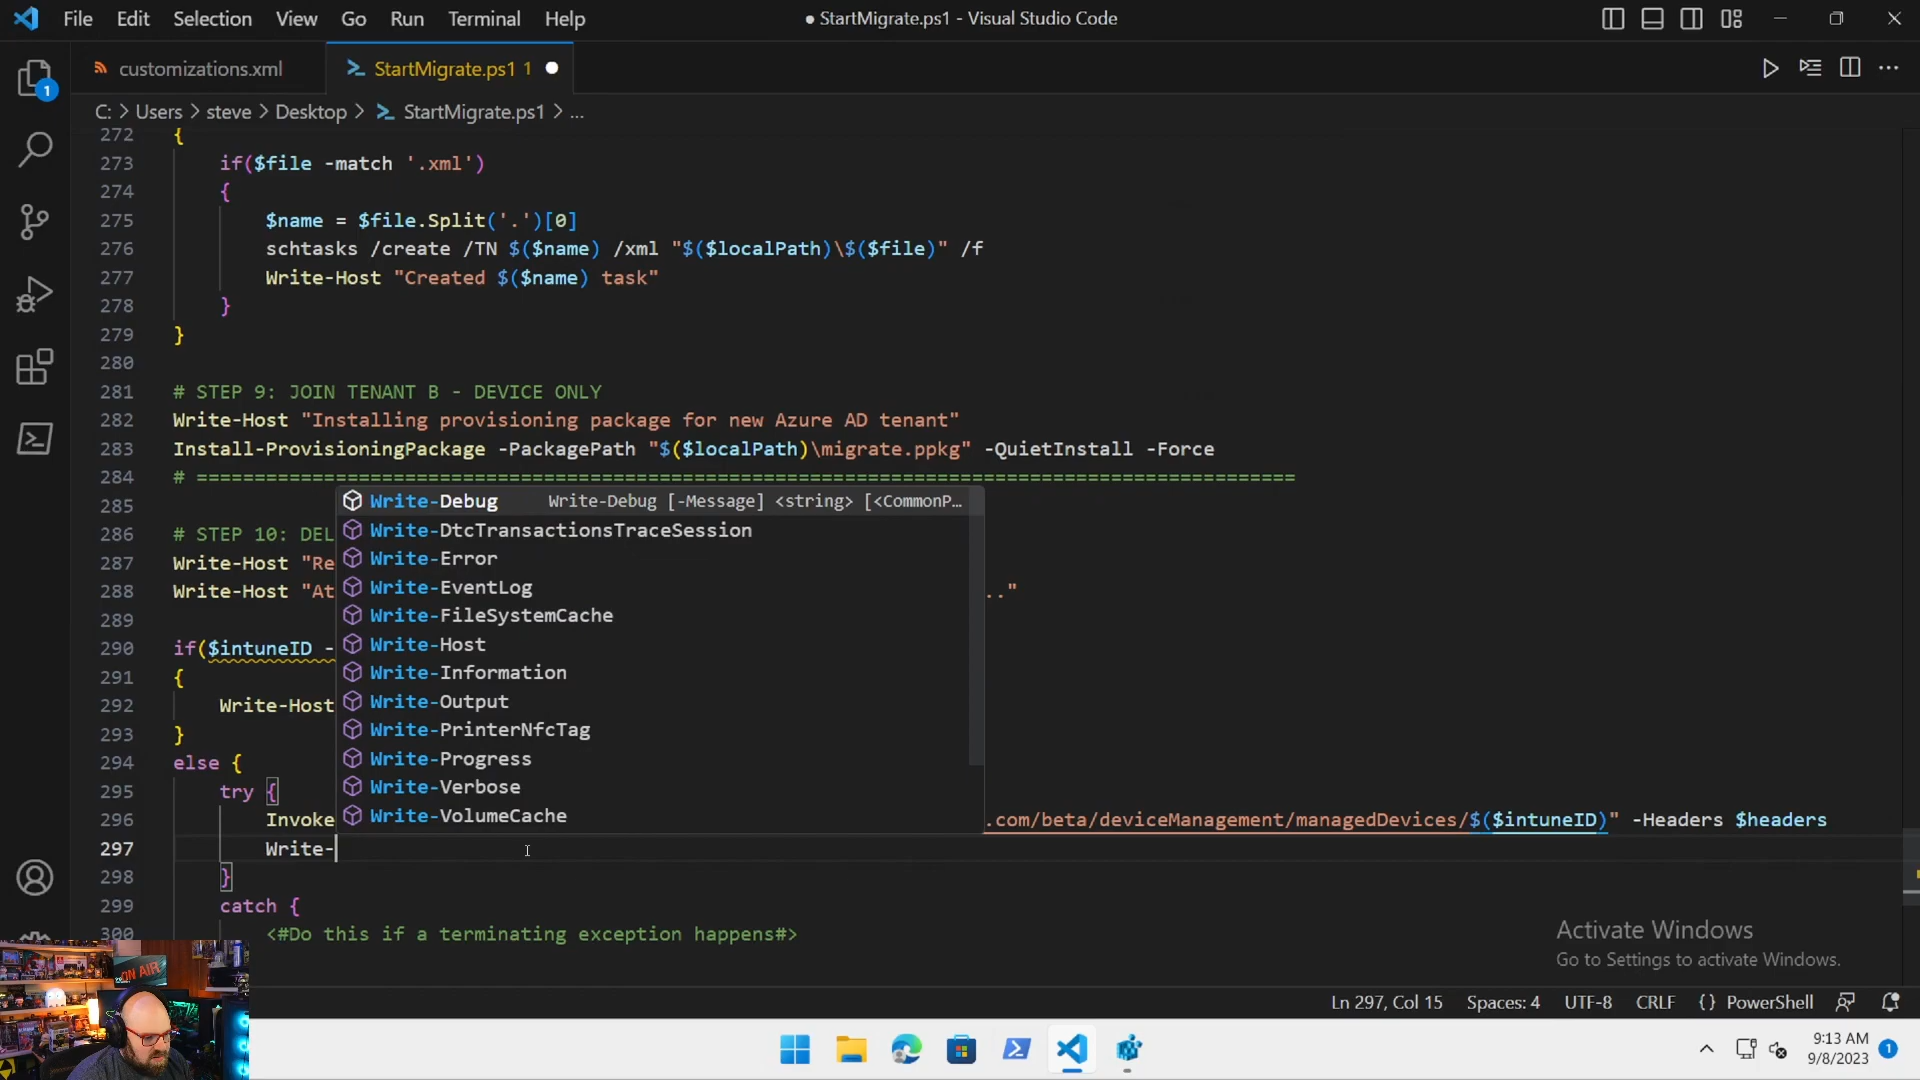 File Edit Selection View Go Run Terminal Help ● StartMigrate.ps1 - Visual Studio Code
customizations.xml StartMigrate.ps1 1
C: > Users > steve > Desktop > StartMigrate.ps1 > ...
1
272 {
273 if($file -match '.xml')
274 {
275 $name = $file.Split('.')[0]
276 schtasks /create /TN $($name) /xml "$($localPath)\$($file)" /f
277 Write-Host "Created $($name) task"
278 }
279 }
280
281 # STEP 9: JOIN TENANT B - DEVICE ONLY
282 Write-Host "Installing provisioning package for new Azure AD tenant"
283 Install-ProvisioningPackage -PackagePath "$($localPath)\migrate.ppkg" -QuietInstall -Force
284 # ===============================================================================================
285
Write-Debug Write-Debug [-Message] <string> [<CommonP…
Write-DtcTransactionsTraceSession
286 # STEP 10: DEL
Write-Error
287 Write-Host "Re
Write-EventLog
288 Write-Host "At .."
Write-FileSystemCache
289
Write-Host
290 if($intuneID -
Write-Information
291 {
Write-Output
292 Write-Host
Write-PrinterNfcTag
293 }
Write-Progress
294 else {
Write-Verbose
295 try {
Write-VolumeCache
296 Invoke .com/beta/deviceManagement/managedDevices/$($intuneID)" -Headers $headers
297 Write-
298 }
299 catch {
300 <#Do this if a terminating exception happens#>
Activate Windows
Go to Settings to activate Windows.
ON AIR
Ln 297, Col 15 Spaces: 4 UTF-8 CRLF {} PowerShell
9:13 AM
9/8/2023 1